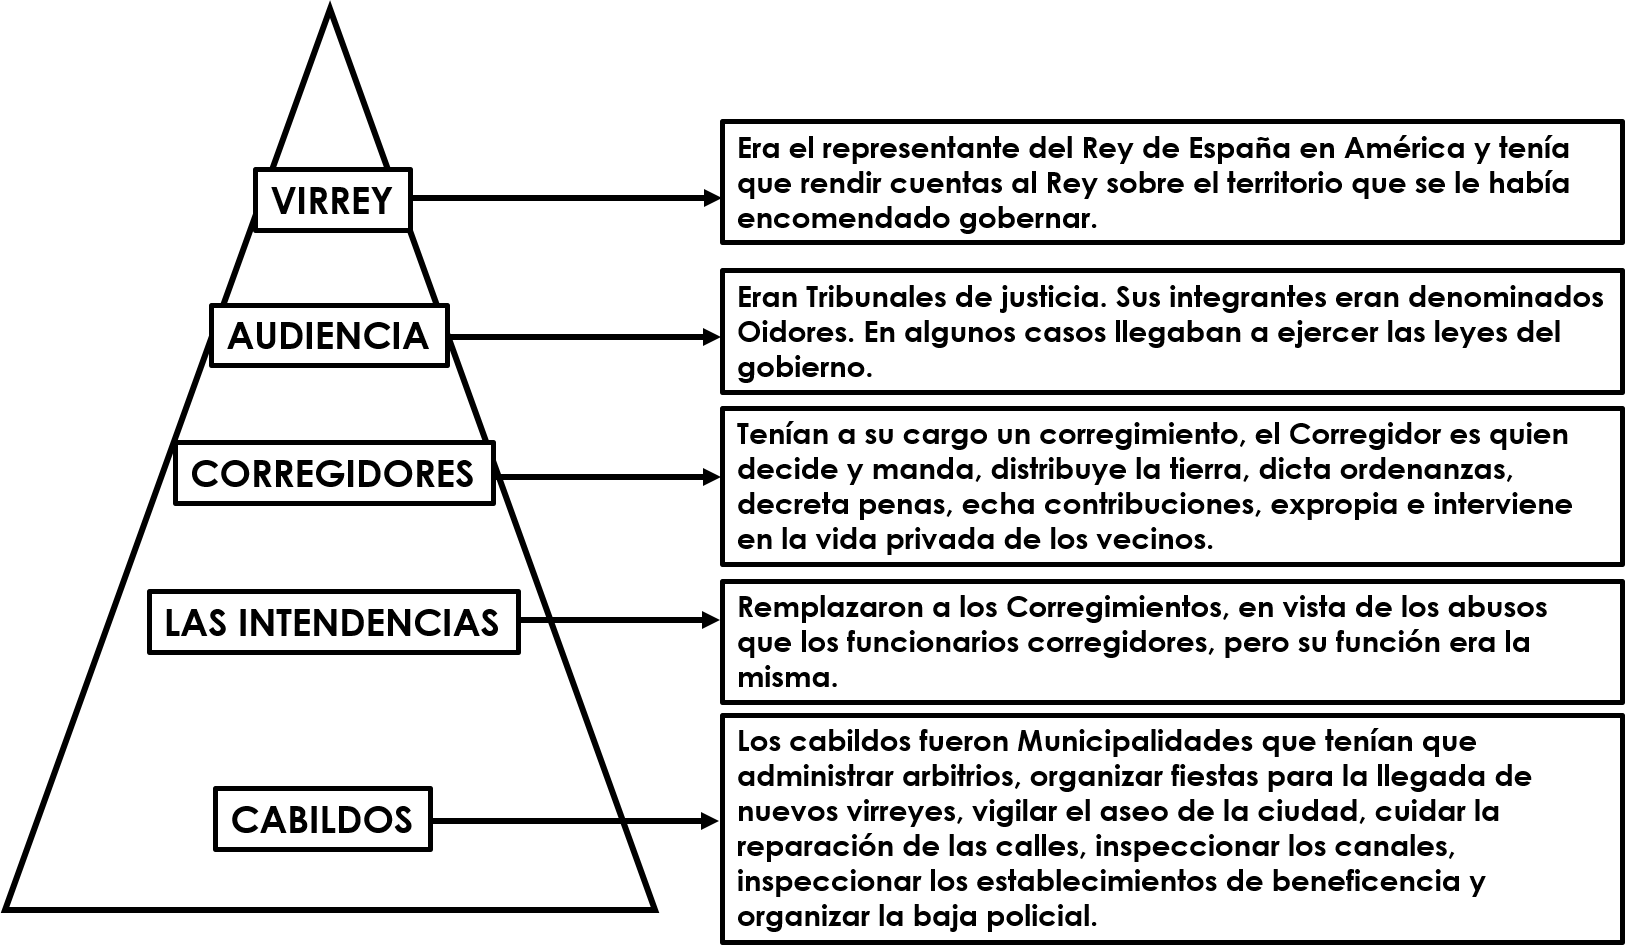 VIRREY
Era el representante del Rey de España en América y tenía
que rendir cuentas al Rey sobre el territorio que se le había
encomendado gobernar.
AUDIENCIA
Eran Tribunales de justicia. Sus integrantes eran denominados
Oidores. En algunos casos llegaban a ejercer las leyes del
gobierno.
CORREGIDORES
Tenían a su cargo un corregimiento, el Corregidor es quien
decide y manda, distribuye la tierra, dicta ordenanzas,
decreta penas, echa contribuciones, expropia e interviene
en la vida privada de los vecinos.
LAS INTENDENCIAS
Remplazaron a los Corregimientos, en vista de los abusos
que los funcionarios corregidores, pero su función era la
misma.
CABILDOS
Los cabildos fueron Municipalidades que tenían que
administrar arbitrios, organizar fiestas para la llegada de
nuevos virreyes, vigilar el aseo de la ciudad, cuidar la
reparación de las calles, inspeccionar los canales,
inspeccionar los establecimientos de beneficencia y
organizar la baja policial.